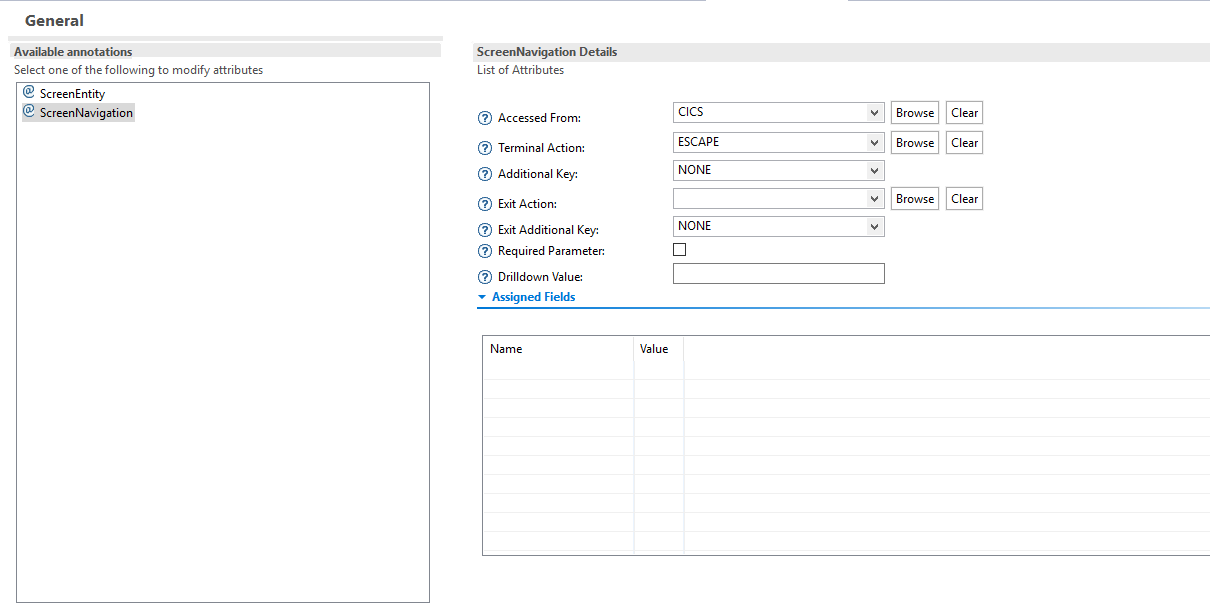 General
Available annotations
Select one of the following to modify attributes
ScreenEntity
ScreenNavigation
ScreenNavigation Details
List of Attributes
Accessed From: CICS Browse Clear
Terminal Action: ESCAPE Browse Clear
Additional Key: NONE
Exit Action: Browse Clear
Exit Additional Key: NONE
Required Parameter:
Drilldown Value:
Assigned Fields
Name Value